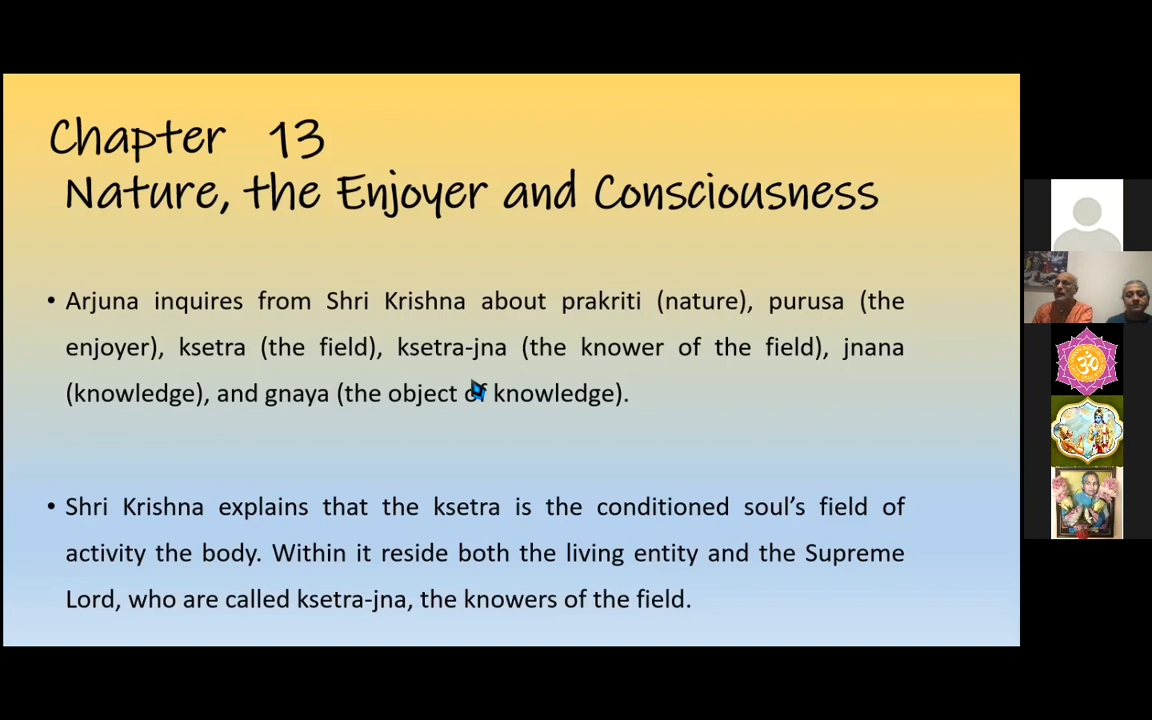 Chapter 13
Nature, the Enjoyer and Consciousness
• Arjuna inquires from Shri Krishna about prakriti (nature), purusa (the
enjoyer), ksetra (the field), ksetra-jna (the knower of the field), jnana
(knowledge), and gnaya (the object of knowledge).
• Shri Krishna explains that the ksetra is the conditioned soul’s field of
activity the body. Within it reside both the living entity and the Supreme
Lord, who are called ksetra-jna, the knowers of the field.
ॐ